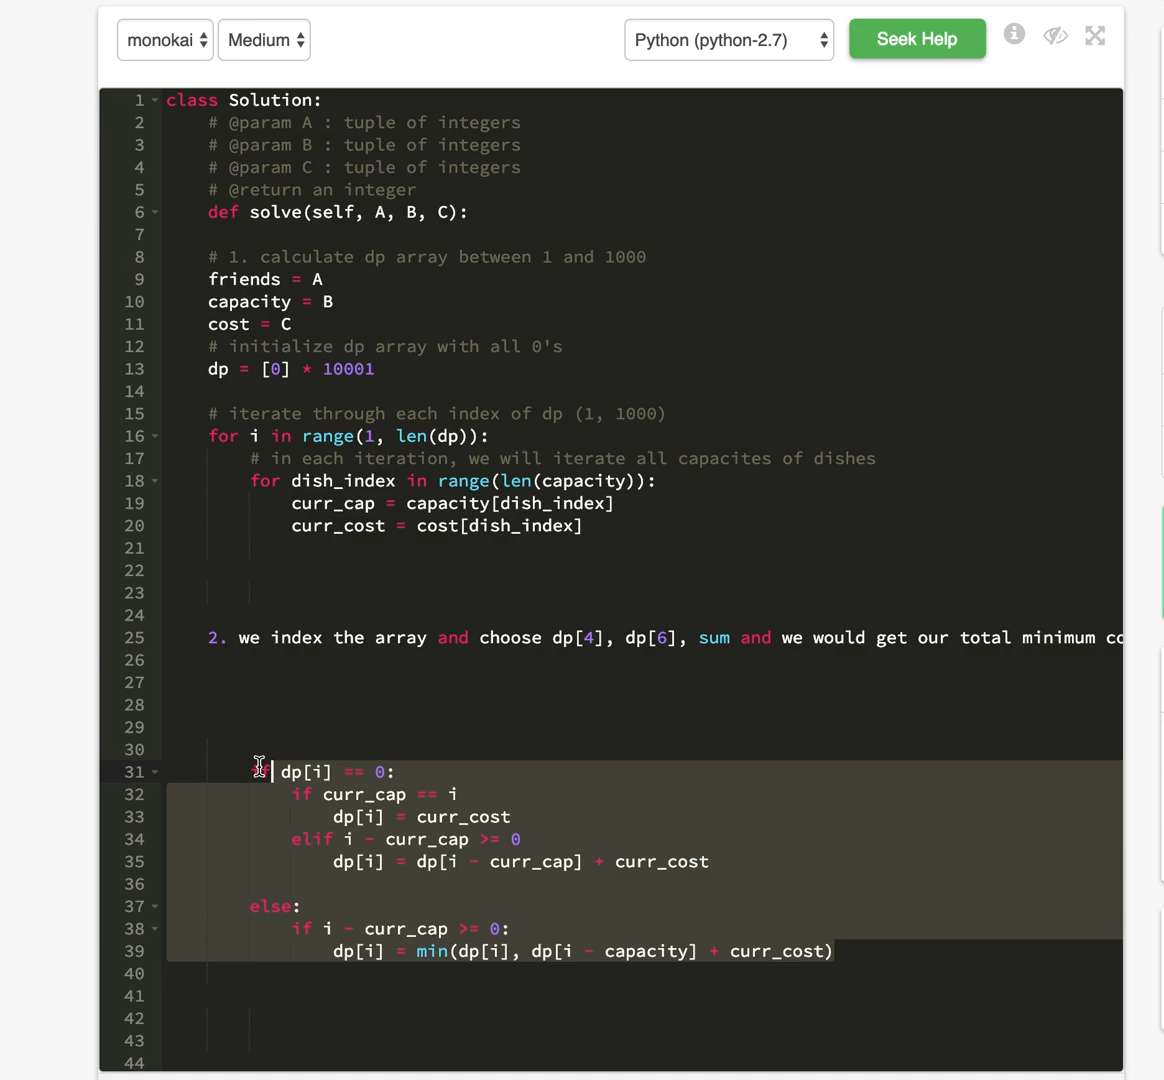 monokai Medium Python (python-2.7) Seek Help
1 class Solution:
2 # @param A : tuple of integers
3 # @param B : tuple of integers
4 # @param C : tuple of integers
5 # @return an integer
6 def solve(self, A, B, C):
7
8 # 1. calculate dp array between 1 and 1000
9 friends = A
10 capacity = B
11 cost = C
12 # initialize dp array with all 0's
13 dp = [0] * 10001
14
15 # iterate through each index of dp (1, 1000)
16 for i in range(1, len(dp)):
17 # in each iteration, we will iterate all capacites of dishes
18 for dish_index in range(len(capacity)):
19 curr_cap = capacity[dish_index]
20 curr_cost = cost[dish_index]
21
22
23
24
25 2. we index the array and choose dp[4], dp[6], sum and we would get our total minimum co
26
27
28
29
30
31 if dp[i] == 0:
32 if curr_cap == i
33 dp[i] = curr_cost
34 elif i - curr_cap >= 0
35 dp[i] = dp[i - curr_cap] + curr_cost
36
37 else:
38 if i - curr_cap >= 0:
39 dp[i] = min(dp[i], dp[i - capacity] + curr_cost)
40
41
42
43
44